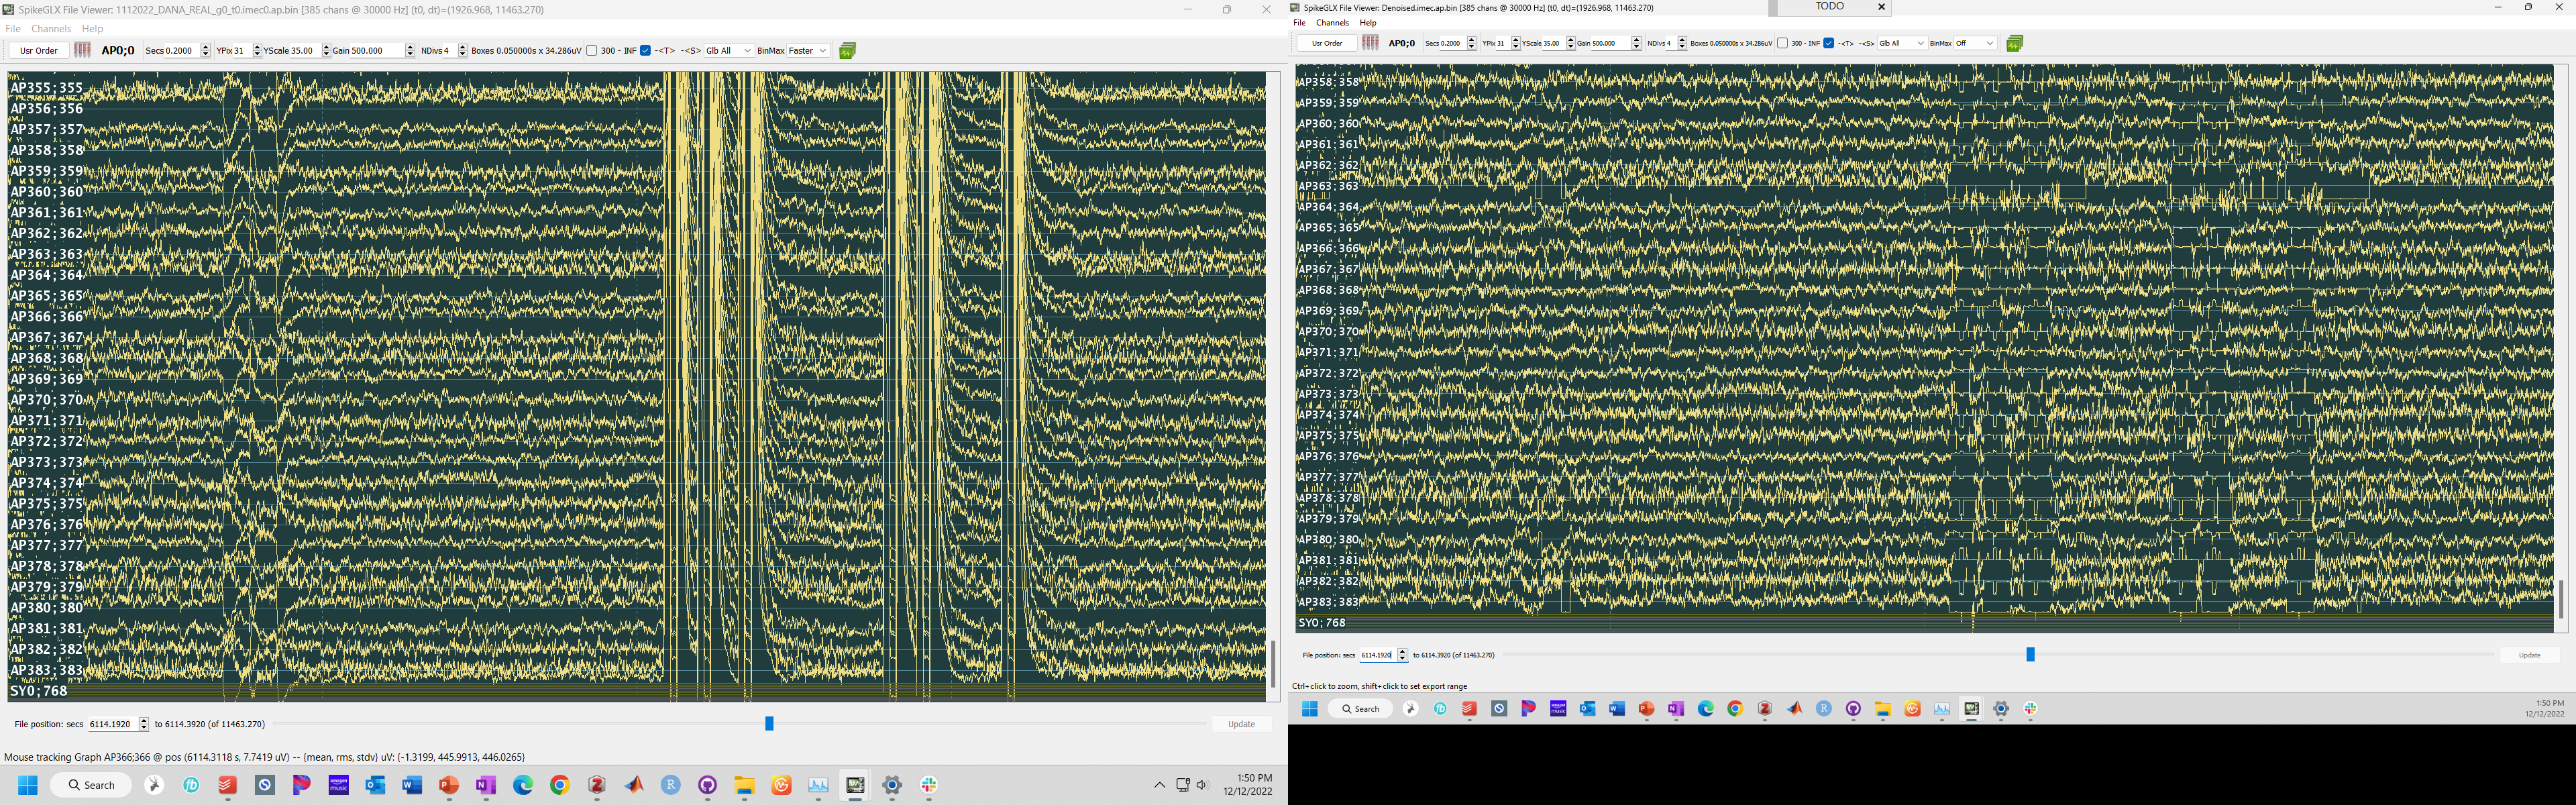 SpikeGLX File Viewer: 1112022_DANA_REAL_g0_t0.imec0.ap.bin [385 chans @ 30000 Hz] (t0, dt)=(1926.968, 11463.270)
File Channels Help
Usr Order AP0;0 Secs 0.2000 YPix 31 YScale 35.00 Gain 500.000 NDivs 4 Boxes 0.050000s x 34.286uV 300 - INF -<T> -<S> Glb All BinMax Faster
AP355;355
AP356;356
AP357;357
AP358;358
AP359;359
AP360;360
AP361;361
AP362;362
AP363;363
AP364;364
AP365;365
AP366;366
AP367;367
AP368;368
AP369;369
AP370;370
AP371;371
AP372;372
AP373;373
AP374;374
AP375;375
AP376;376
AP377;377
AP378;378
AP379;379
AP380;380
AP381;381
AP382;382
AP383;383
SY0;768
File position: secs 6114.1920 to 6114.3920 (of 11463.270) Update
Mouse tracking Graph AP366;366 @ pos (6114.3118 s, 7.7419 uV) -- {mean, rms, stdv} uV: {-1.3199, 445.9913, 446.0265}
Search
1:50 PM
12/12/2022
SpikeGLX File Viewer: Denoised.imec.ap.bin [385 chans @ 30000 Hz] (t0, dt)=(1926.968, 11463.270)
TODO
File Channels Help
Usr Order AP0;0 Secs 0.2000 YPix 31 YScale 35.00 Gain 500.000 NDivs 4 Boxes 0.050000s x 34.286uV 300 - INF -<T> -<S> Glb All BinMax Off
AP358;358
AP359;359
AP360;360
AP361;361
AP362;362
AP363;363
AP364;364
AP365;365
AP366;366
AP367;367
AP368;368
AP369;369
AP370;370
AP371;371
AP372;372
AP373;373
AP374;374
AP375;375
AP376;376
AP377;377
AP378;378
AP379;379
AP380;380
AP381;381
AP382;382
AP383;383
SY0;768
File position: secs 6114.1920 to 6114.3920 (of 11463.270) Update
Ctrl+click to zoom, shift+click to set export range
Search
1:50 PM
12/12/2022